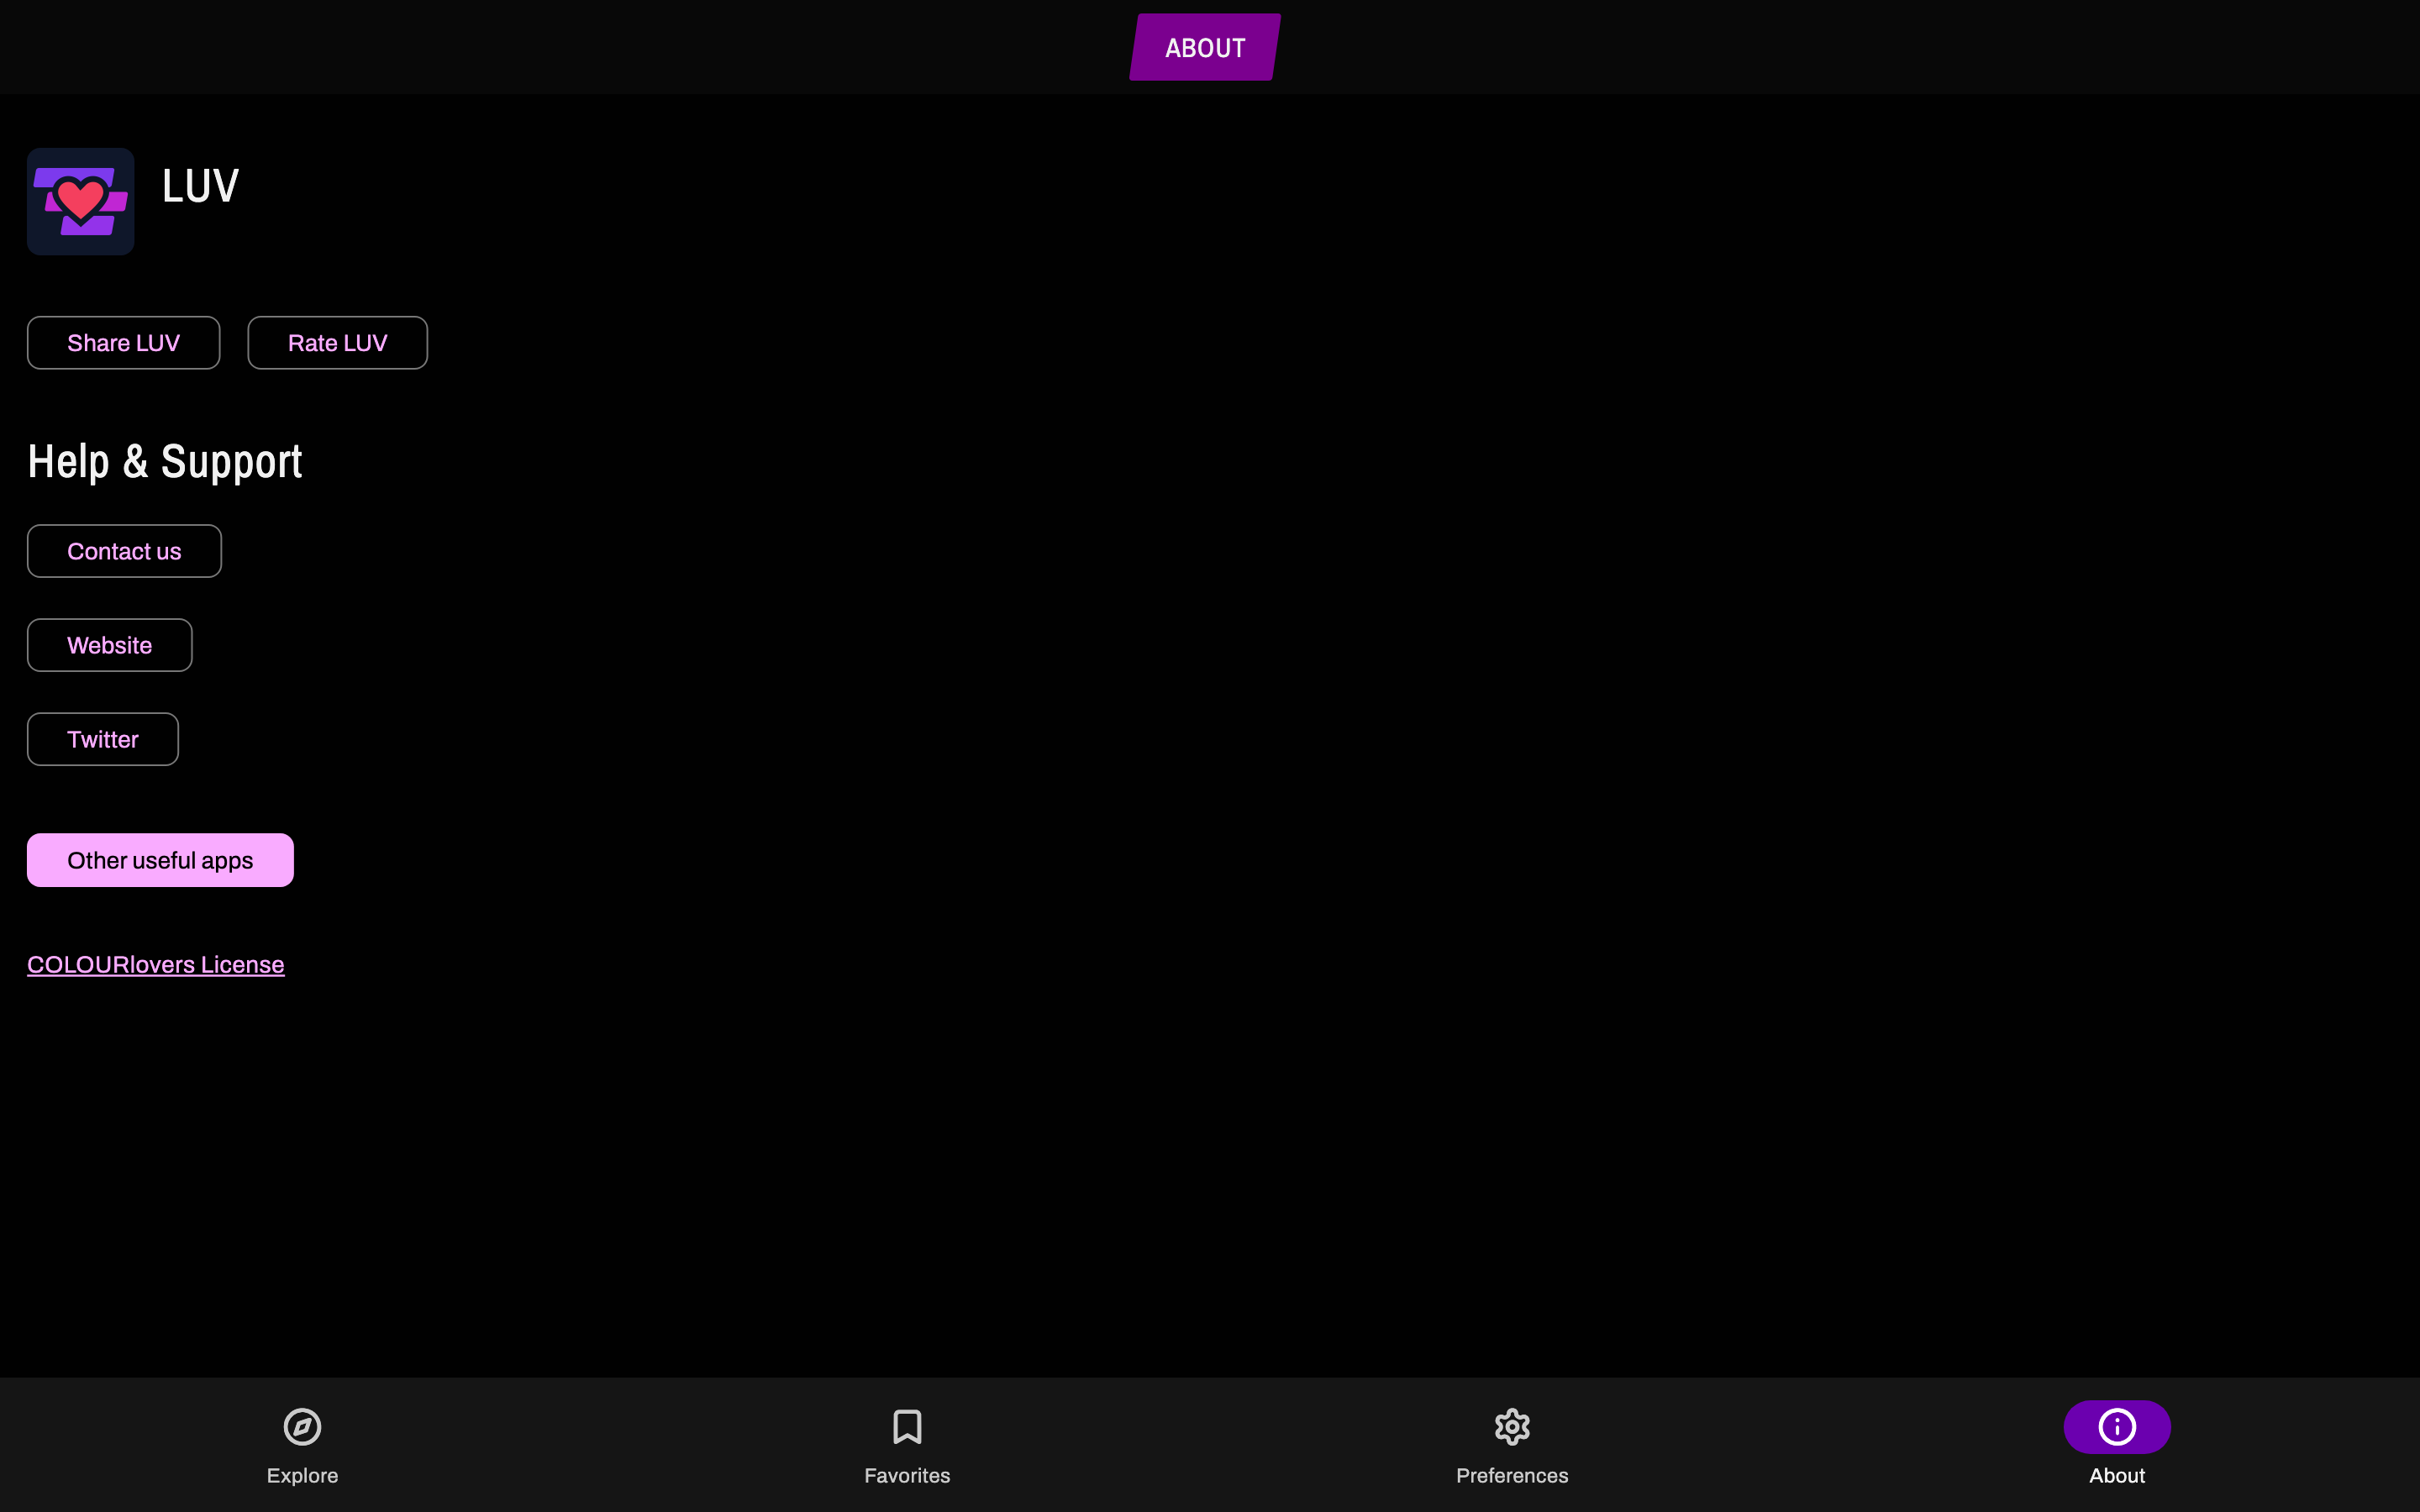 ABOUT
LUV
Share LUV
Rate LUV
Help & Support
Contact us
Website
Twitter
Other useful apps
COLOURlovers License
Explore
Favorites
Preferences
About